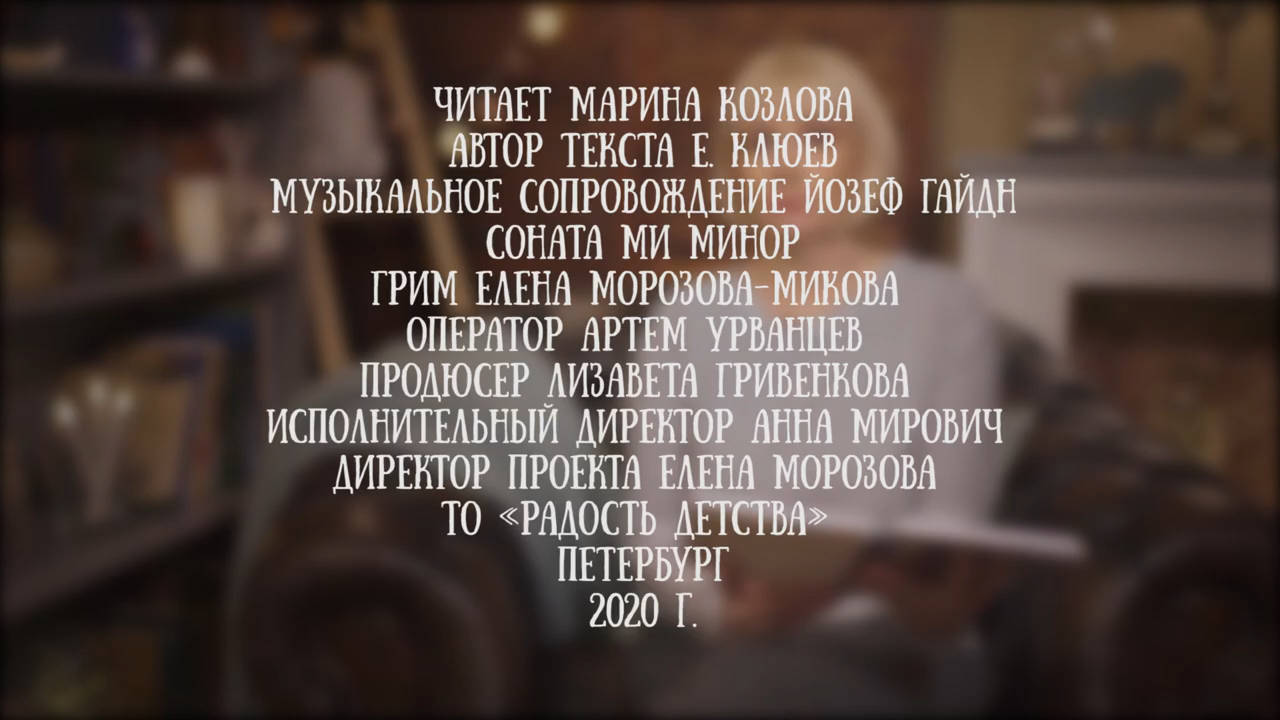 ЧИТАЕТ МАРИНА КОЗЛОВА
АВТОР ТЕКСТА Е. КЛЮЕВ
МУЗЫКАЛЬНОЕ СОПРОВОЖДЕНИЕ ЙОЗЕФ ГАЙДН
СОНАТА МИ МИНОР
ГРИМ ЕЛЕНА МОРОЗОВА-МИКОВА
ОПЕРАТОР АРТЕМ УРВАНЦЕВ
ПРОДЮСЕР ЛИЗАВЕТА ГРИВЕНКОВА
ИСПОЛНИТЕЛЬНЫЙ ДИРЕКТОР АННА МИРОВИЧ
ДИРЕКТОР ПРОЕКТА ЕЛЕНА МОРОЗОВА
ТО «РАДОСТЬ ДЕТСТВА»
ПЕТЕРБУРГ
2020 Г.